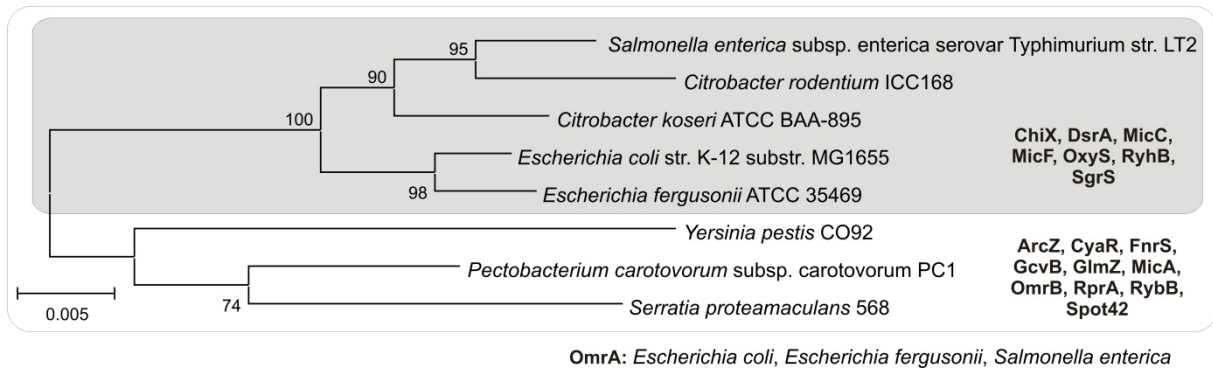 95
Salmonella enterica subsp. enterica serovar Typhimurium str. LT2
90
Citrobacter rodentium ICC168
100
Citrobacter koseri ATCC BAA-895
ChiX, DsrA, MicC,
MicF, OxyS, RyhB,
SgrS
Escherichia coli str. K-12 substr. MG1655
98
Escherichia fergusonii ATCC 35469
Yersinia pestis CO92
ArcZ, CyaR, FnrS,
GcvB, GlmZ, MicA,
OmrB, RprA, RybB,
Spot42
Pectobacterium carotovorum subsp. carotovorum PC1
74
Serratia proteamaculans 568
0.005
OmrA: Escherichia coli, Escherichia fergusonii, Salmonella enterica